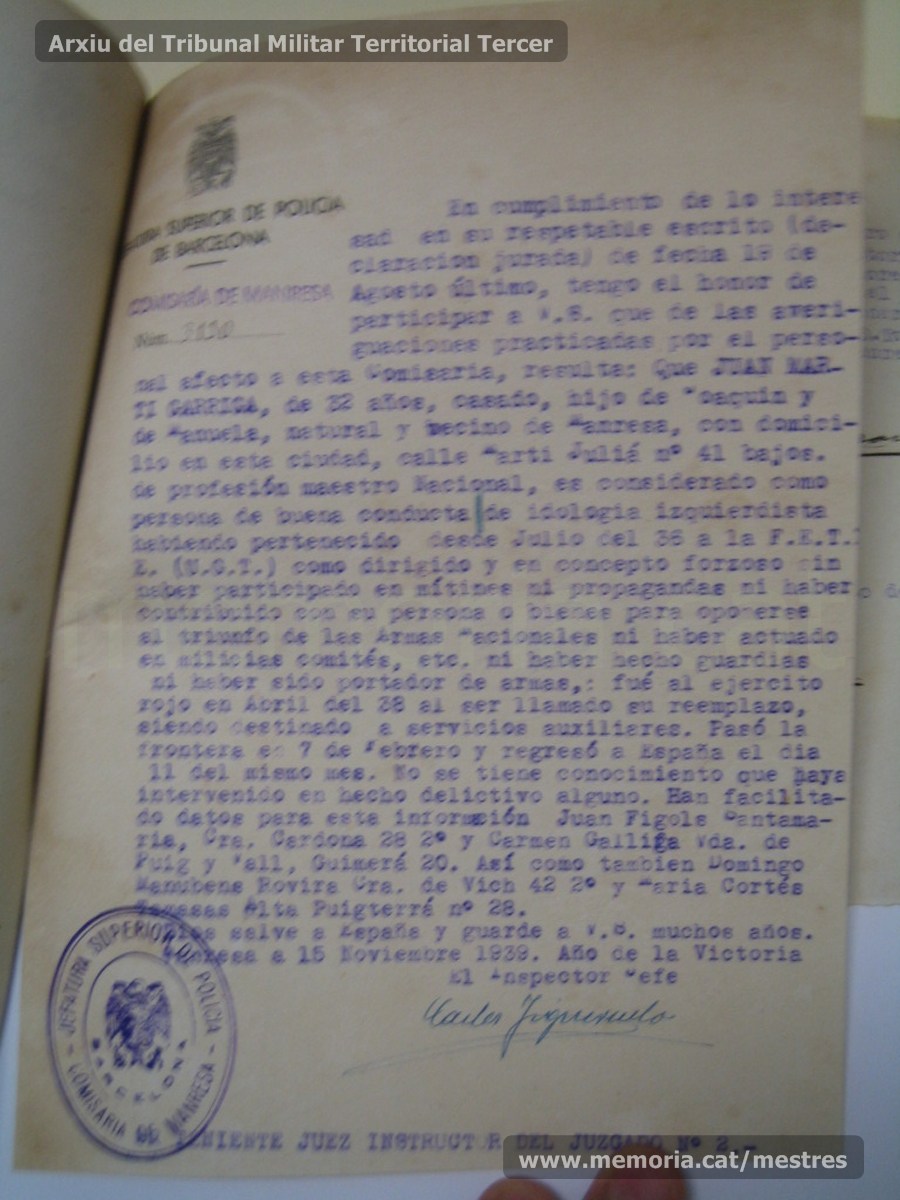 Arxiu del Tribunal Militar Territorial Tercer
SUPERIOR DE POLICIA
DE BARCELONA
COMISARÍA DE MANRESA
Núm.
En cumplimiento de lo intere
sad en su respetable escrito (de-
claracion jurada) de fecha 19 de
Agosto último, tengo el honor de
participar a V.S. que de las averi-
guaciones practicadas por el perso-
nal afecto a esta Comisaria, resulta: Que JUAN MAR-
TI GARRIGA, de 32 años, casado, hijo de Joaquin y
de Manuela, natural y vecino de Manresa, con domici-
lio en esta ciudad, calle Marti Juliá nº 41 bajos.
de profesión maestro Nacional, es considerado como
persona de buena conducta de idologia izquierdista
habiendo pertenecido desde Julio del 36 a la F.E.T.
E. (U.G.T.) como dirigido y en concepto forzoso sin
haber participado en mítines ni propagandas ni haber
contribuido con su persona o bienes para oponerse
al triunfo de las Armas Nacionales ni haber actuado
en milicias comités, etc. ni haber hecho guardias
ni haber sido portador de armas,: fué al ejercito
rojo en Abril del 38 al ser llamado su reemplazo,
siendo destinado a servicios auxiliares. Pasó la
frontera en 7 de Febrero y regresó a España el dia
11 del mismo mes. No se tiene conocimiento que haya
intervenido en hecho delictivo alguno. Han facilita-
do datos para esta información Juan Figols Santama-
ria, Cra. Cardona 28 2º y Carmen Galliga Vda. de
Puig y Vall, Guimerá 20. Así como tambien Domingo
Manubens Rovira Cra. de Vich 42 2º y Maria Cortés
Alta Puigterrá nº 28.
Dios salve a España y guarde a V.S. muchos años.
Manresa a 15 Noviembre 1939. Año de la Victoria
El Inspector Jefe
JEFATURA SUPERIOR D POLICIA
BARCELONA
COMISARIA DE MANRESA
TENIENTE JUEZ INSTRUCTOR DEL JUZGADO Nº 2.-
www.memoria.cat/mestres